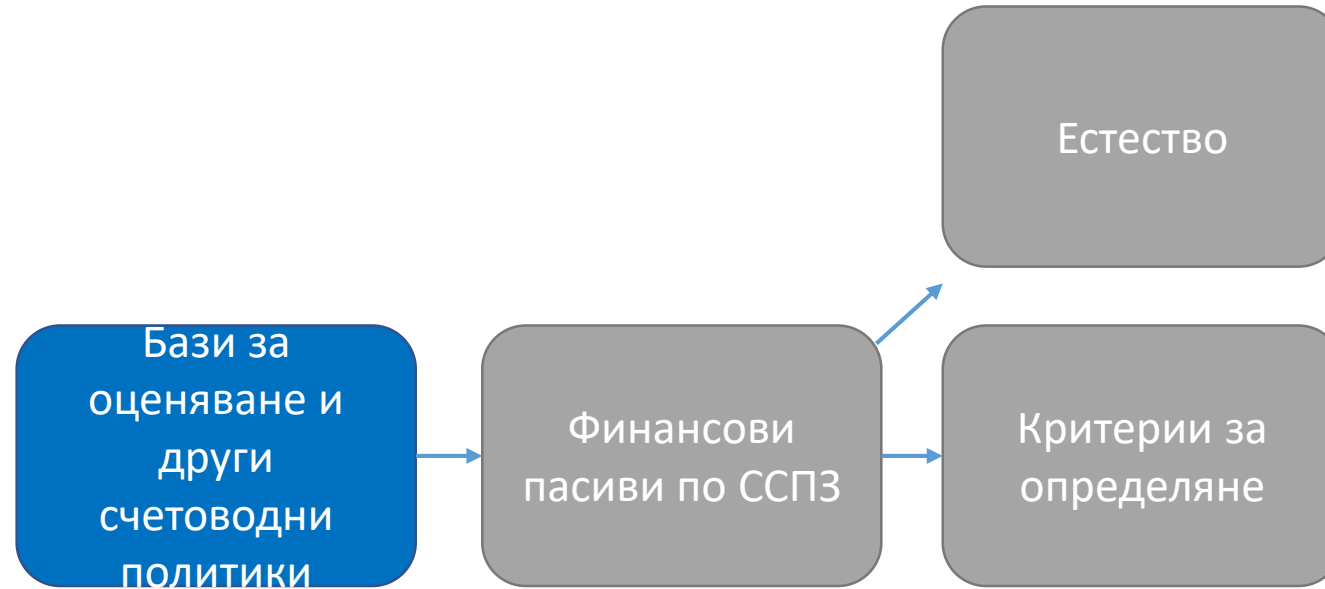 Естество
Бази за
оценяване и
други
счетоводни
политики
Финансови
пасиви по ССПЗ
Критерии за
определяне